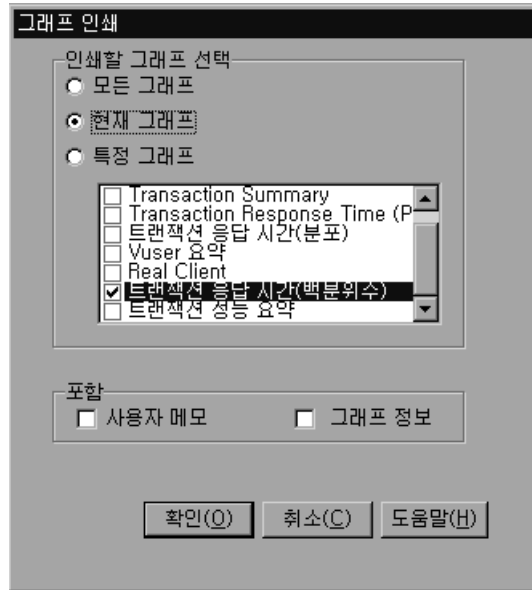 그래프 인쇄
인쇄할 그래프 선택
모든 그래프
현재 그래프
특정 그래프
Transaction Summary
Transaction Response Time (P
트랜잭션 응답 시간(분포)
Vuser 요약
Real Client
트랜잭션 응답 시간(백분위수)
트랜잭션 성능 요약
포함
사용자 메모 그래프 정보
확인(O) 취소(C) 도움말(H)